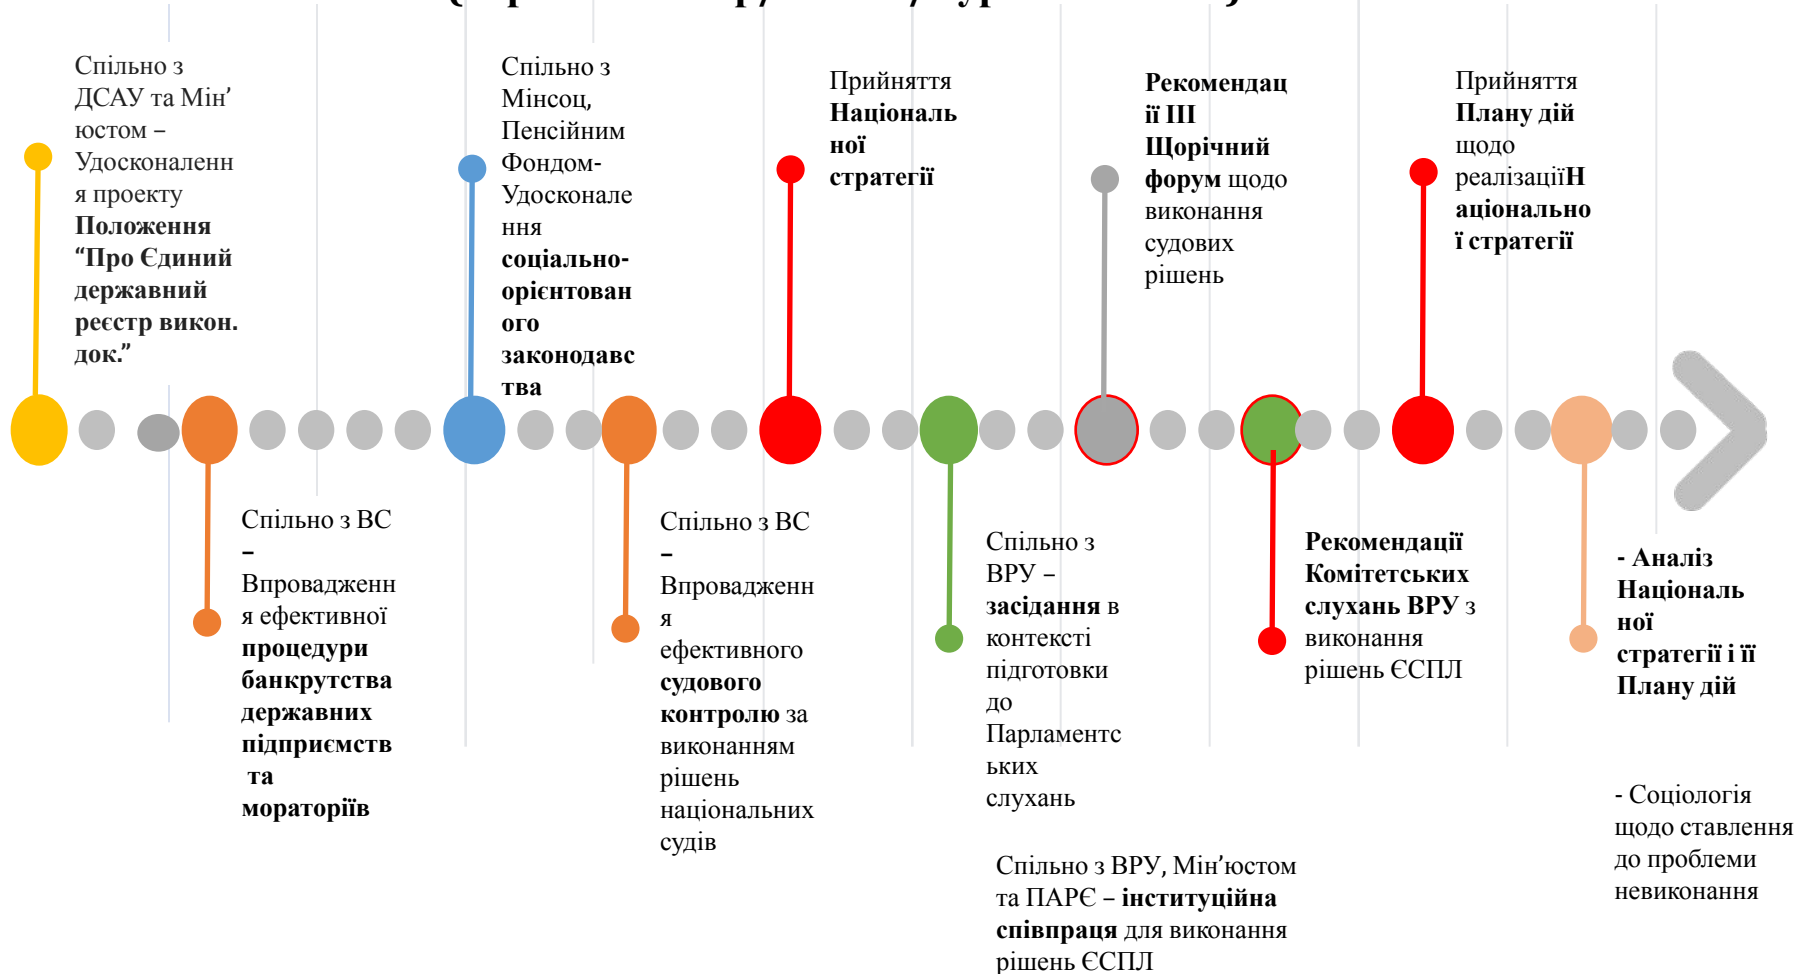 Спільно з
ДСАУ та Мін’
юстом –
Удосконаленн
я проекту
Положення
“Про Єдиний
державний
реєстр викон.
док.”
Спільно з
Мінсоц,
Пенсійним
Фондом-
Удосконале
ння
соціально-
орієнтован
ого
законодавс
тва
Прийняття
Національ
ної
стратегії
Рекомендац
ії ІІІ
Щорічний
форум щодо
виконання
судових
рішень
Прийняття
Плану дій
щодо
реалізаціїН
аціонально
ї стратегії
Спільно з ВС
–
Впровадженн
я ефективної
процедури
банкрутства
державних
підприємств
та
мораторіїв
Спільно з ВС
–
Впровадженн
я
ефективного
судового
контролю за
виконанням
рішень
національних
судів
Спільно з
ВРУ –
засідання в
контексті
підготовки
до
Парламентс
ьких
слухань
Спільно з ВРУ, Мін’юстом
та ПАРЄ – інституційна
співпраця для виконання
рішень ЄСПЛ
Рекомендації
Комітетських
слухань ВРУ з
виконання
рішень ЄСПЛ
- Аналіз
Національ
ної
стратегії і її
Плану дій
- Соціологія
щодо ставлення
до проблеми
невиконання